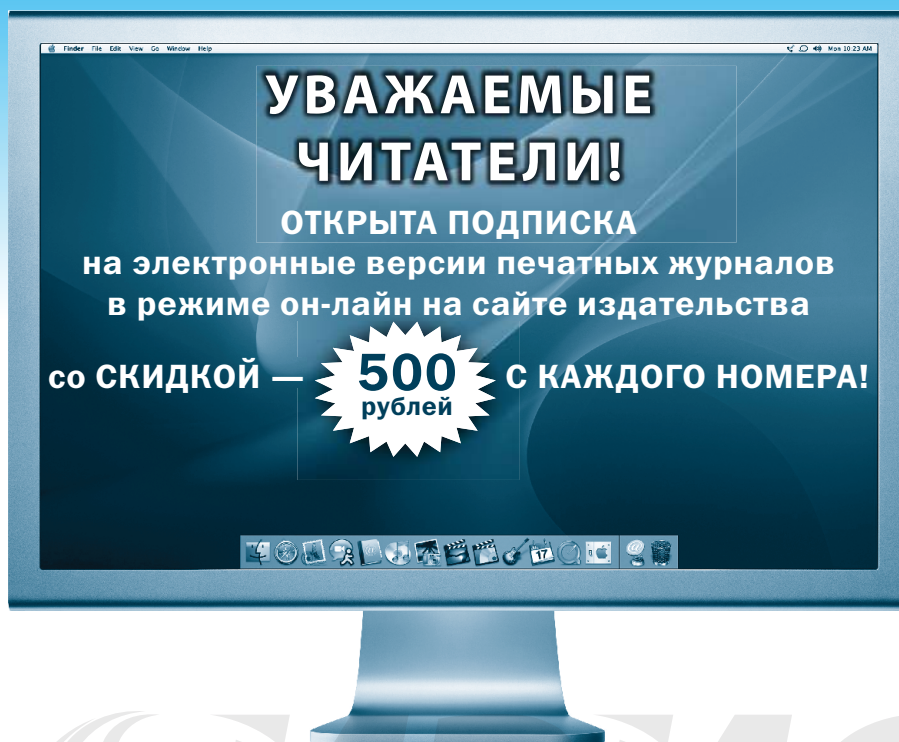 Finder File Edit View Go Window Help
Mon 10:23 AM
УВАЖАЕМЫЕ
ЧИТАТЕЛИ!
ОТКРЫТА ПОДПИСКА
на электронные версии печатных журналов
в режиме он-лайн на сайте издательства
со СКИДКОЙ — 500 рублей С КАЖДОГО НОМЕРА!
17